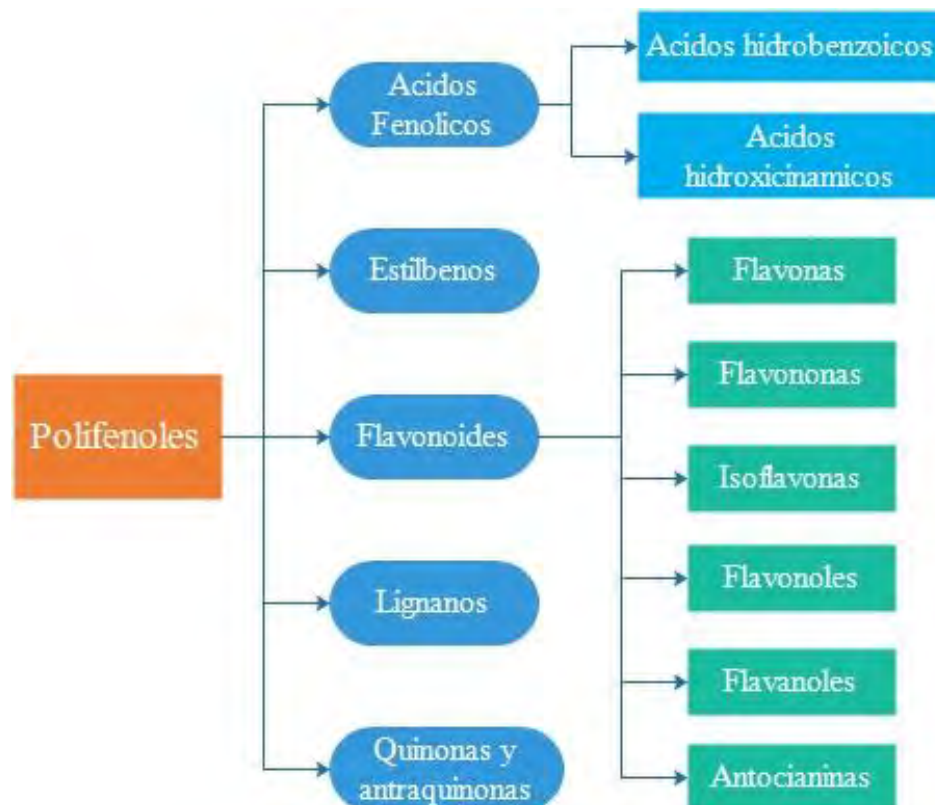 Polifenoles
Acidos
Fenolicos
Estilbenos
Flavonoides
Lignanos
Quinonas y
antraquinonas
Acidos hidrobenzoicos
Acidos
hidroxicinamicos
Flavonas
Flavononas
Isoflavonas
Flavonoles
Flavanoles
Antocianinas